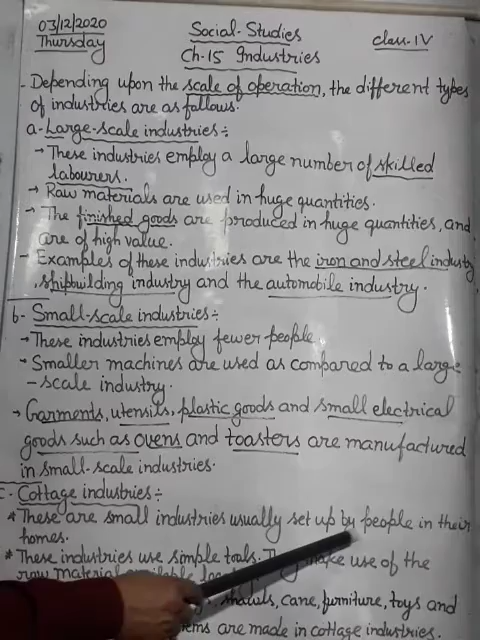 03/12/2020
Thursday
Social-Studies
Ch-15 Industries
Class-IV
- Depending upon the scale of operation, the different types
of industries are as follows:
a- Large-scale industries:-
→ These industries employ a large number of skilled
labourers.
→ Raw materials are used in huge quantities.
→ The finished goods are produced in huge quantities, and
are of high value.
- Examples of these industries are the iron and steel industry
, shipbuilding industry and the automobile industry.
b- Small-scale industries:-
→ These industries employ fewer people.
→ Smaller machines are used as compared to a large
-scale industry.
→ Garments, utensils, plastic goods and small electrical
goods such as ovens and toasters are manufactured
in small-scale industries.
c- Cottage industries:-
* These are small industries usually set up by people in their
homes.
* These industries use simple tools. make use of the
raw material
cane, furniture, toys and
are made in cottage industries.